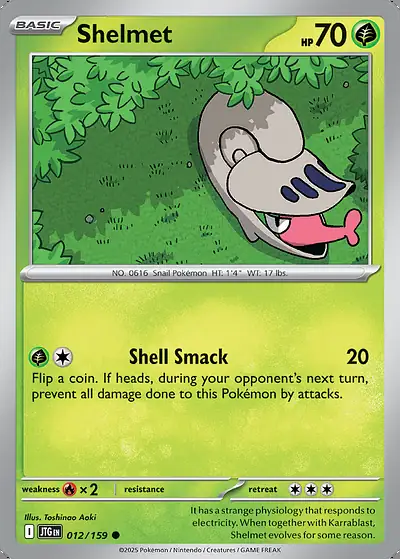 BASIC
Shelmet
HP 70
NO. 0616 Snail Pokémon HT: 1'4" WT: 17 lbs.
Shell Smack 20
Flip a coin. If heads, during your opponent's next turn,
prevent all damage done to this Pokémon by attacks.
weakness ×2 resistance retreat
Illus. Toshinao Aoki
I JTG EN 012/159
It has a strange physiology that responds to
electricity. When together with Karrablast,
Shelmet evolves for some reason.
©2025 Pokémon / Nintendo / Creatures / GAME FREAK